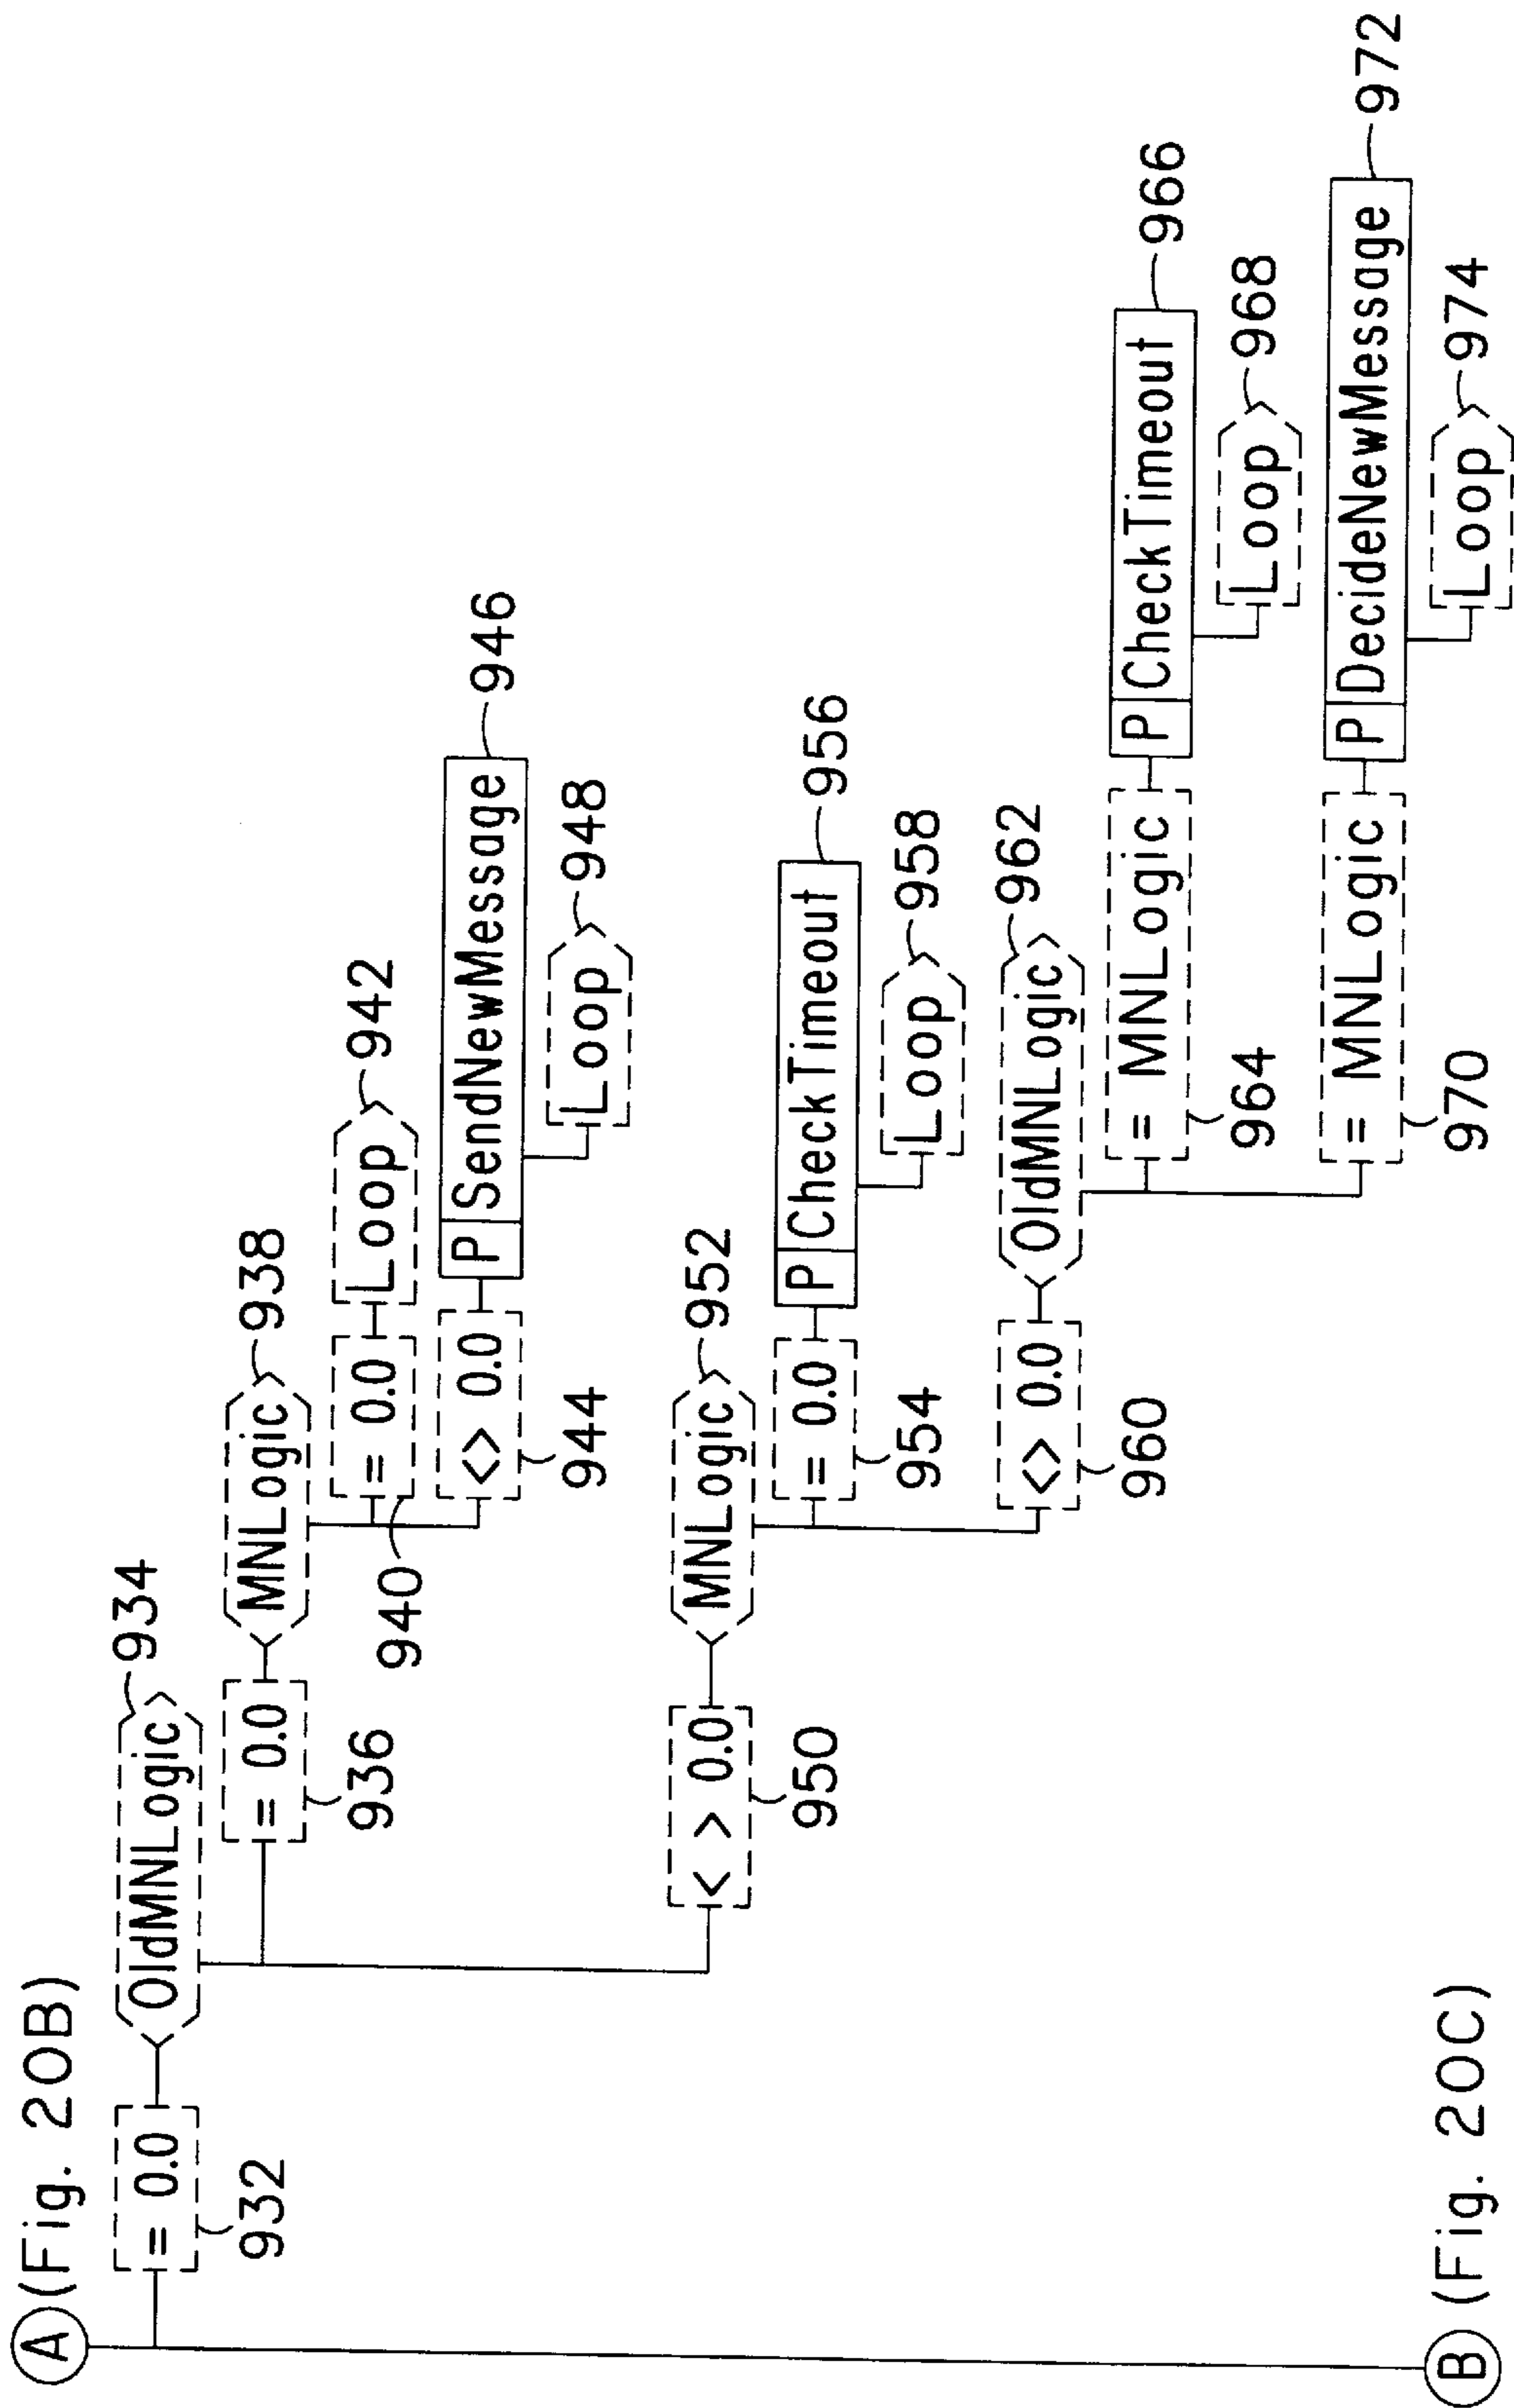 A (Fig. 20B)
= 0.0
932
OldMNLogic
934
= 0.0
936
MNLogic
938
= 0.0
940
Loop
942
<> 0.0
944
P SendNewMessage
946
Loop
948
< > 0.0
950
MNLogic
952
= 0.0
954
P CheckTimeout
956
Loop
958
<> 0.0
960
OldMNLogic
962
= MNLogic
964
P CheckTimeout
966
Loop
968
= MNLogic
970
P DecideNewMessage
972
Loop
974
B (Fig. 20C)